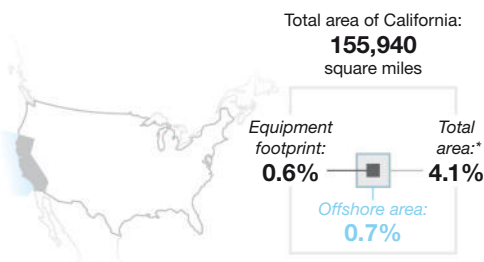 Total area of California:
155,940
square miles
Equipment
footprint:
0.6%
Total
area:*
4.1%
Offshore area:
0.7%